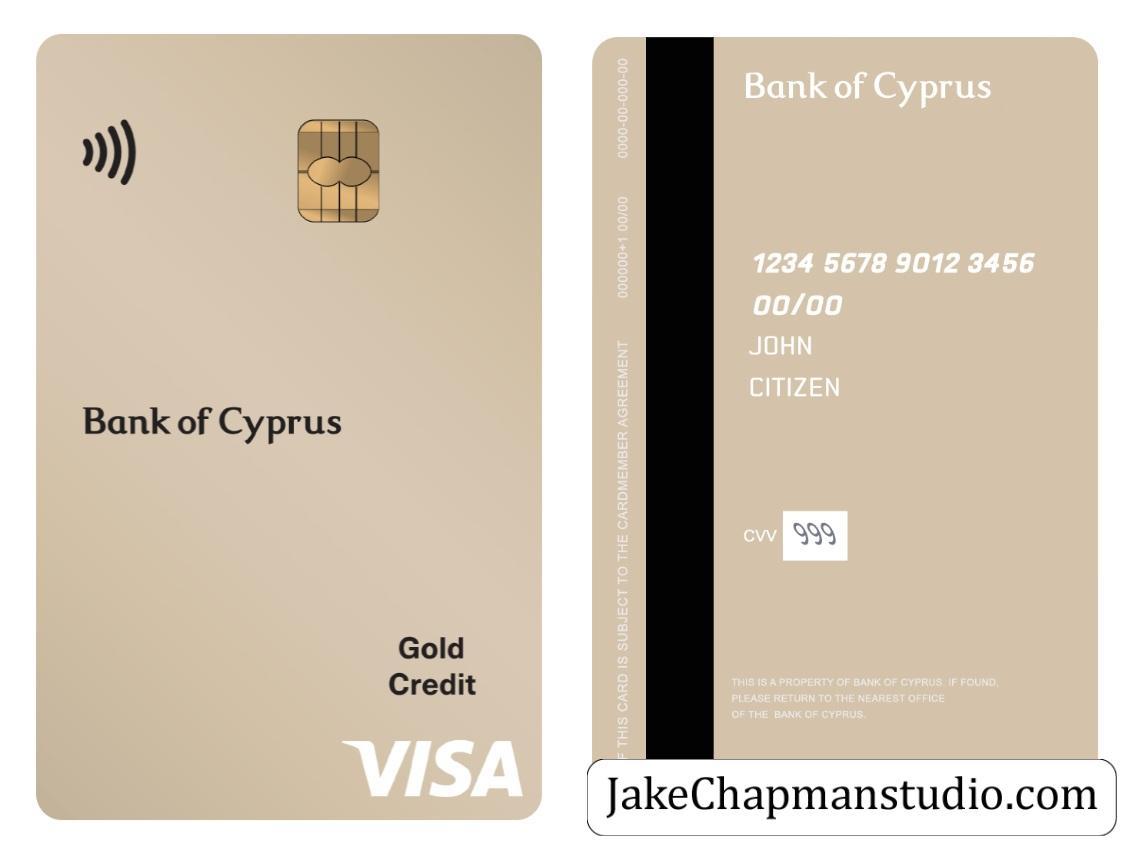 Bank of Cyprus
Gold
Credit
VISA
Bank of Cyprus
1234 5678 9012 3456
00/00
JOHN
CITIZEN
CVV 999
THIS IS A PROPERTY OF BANK OF CYPRUS. IF FOUND,
PLEASE RETURN TO THE NEAREST OFFICE
OF THE BANK OF CYPRUS.
F THIS CARD IS SUBJECT TO THE CARDMEMBER AGREEMENT 000000+1 00/00 0000-00-000-00
JakeChapmanstudio.com